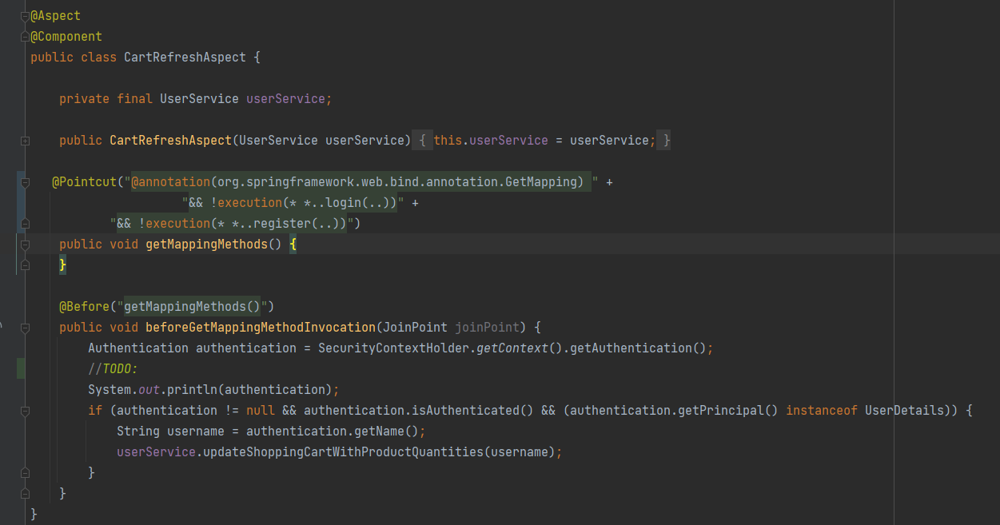 @Aspect
@Component
public class CartRefreshAspect {
private final UserService userService;
public CartRefreshAspect(UserService userService) { this.userService = userService; }
@Pointcut("@annotation(org.springframework.web.bind.annotation.GetMapping) " +
"&& !execution(* *..login(..))" +
"&& !execution(* *..register(..))")
public void getMappingMethods() {
}
@Before("getMappingMethods()")
public void beforeGetMappingMethodInvocation(JoinPoint joinPoint) {
Authentication authentication = SecurityContextHolder.getContext().getAuthentication();
//TODO:
System.out.println(authentication);
if (authentication != null && authentication.isAuthenticated() && (authentication.getPrincipal() instanceof UserDetails)) {
String username = authentication.getName();
userService.updateShoppingCartWithProductQuantities(username);
}
}
}